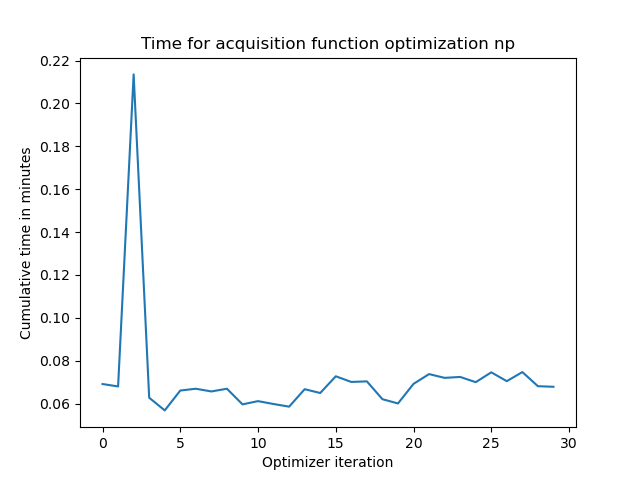 Time for acquisition function optimization np
Cumulative time in minutes
0.22
0.20
0.18
0.16
0.14
0.12
0.10
0.08
0.06
0 5 10 15 20 25 30
Optimizer iteration